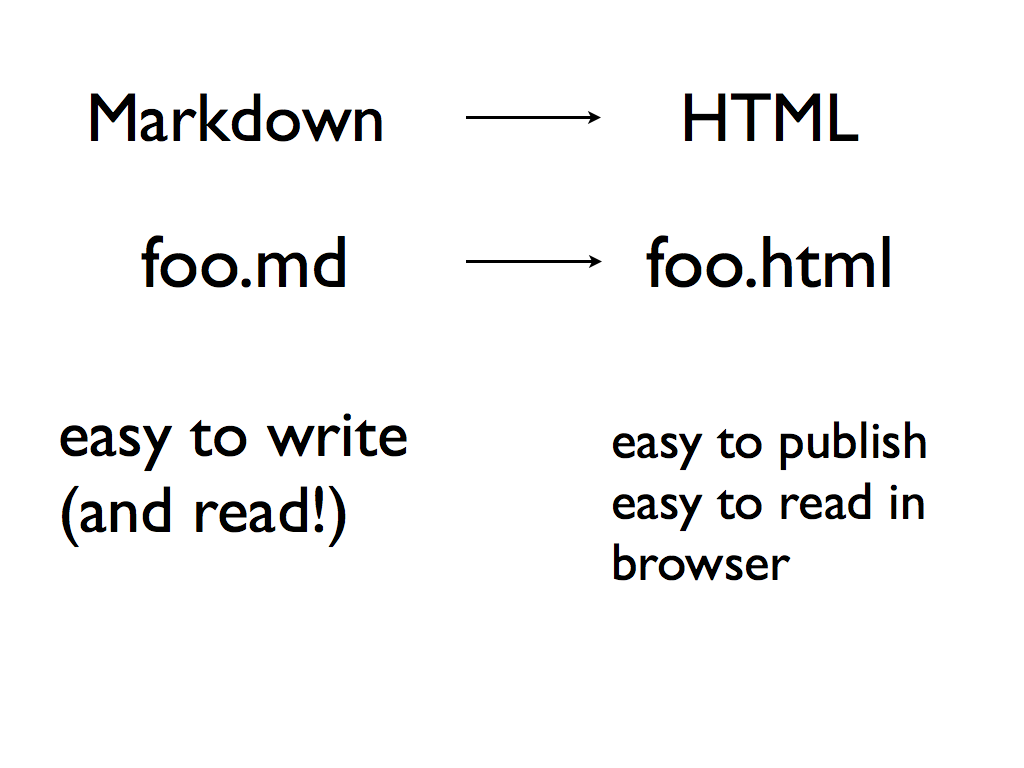 Markdown HTML
foo.md foo.html
easy to write
(and read!)
easy to publish
easy to read in
browser